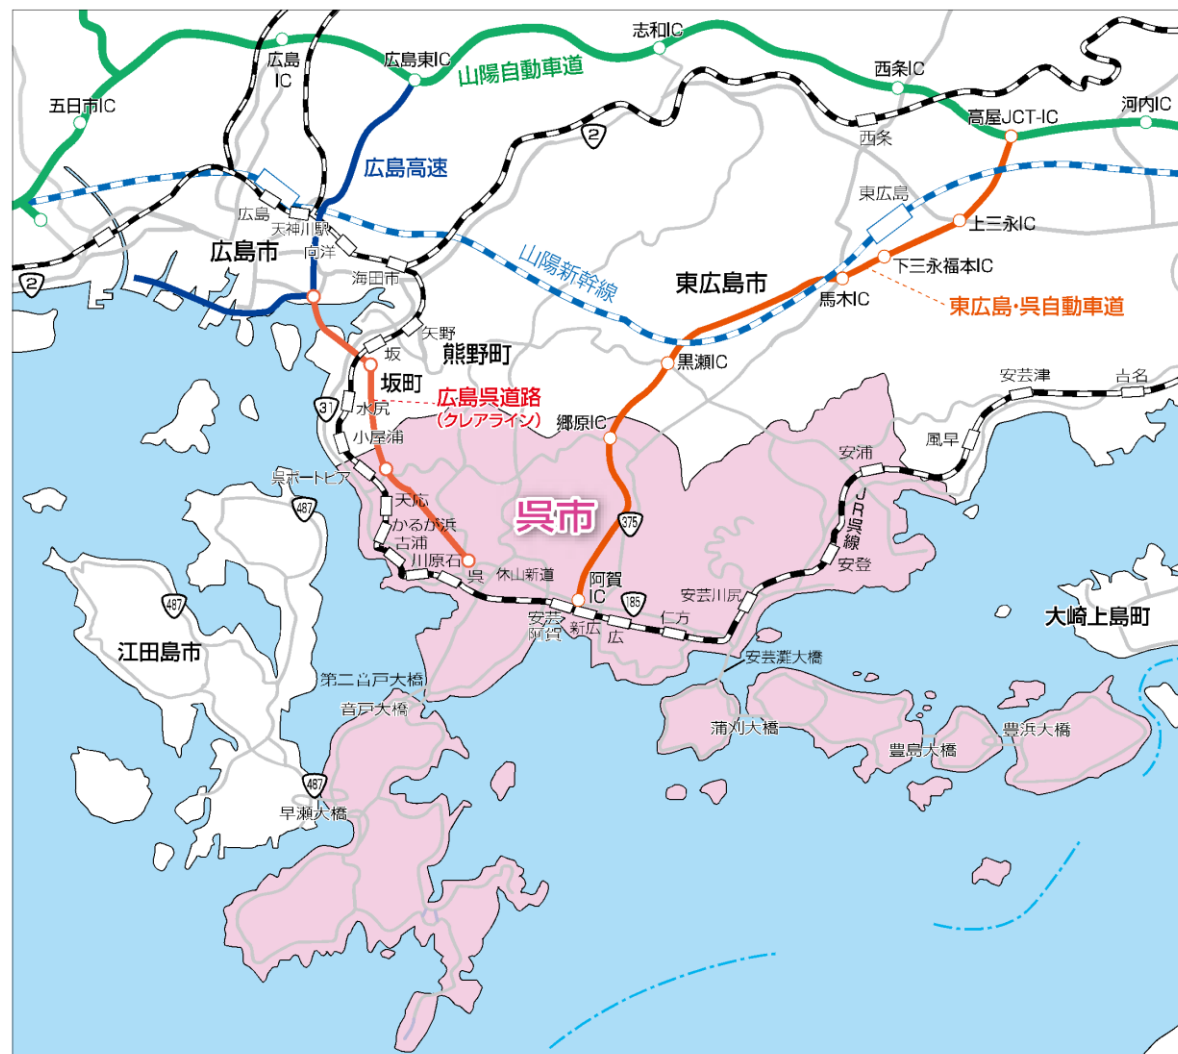 志和IC
広島
IC
広島東IC
山陽自動車道
西条IC
五日市IC
高屋JCT-IC
河内IC
2
西条
広島高速
東広島
広島
天神川駅
向洋
上三永IC
広島市
海田市
山陽新幹線
下三永福本IC
東広島市
馬木IC
2
東広島・呉自動車道
矢野
坂
熊野町
黒瀬IC
坂町
安芸津
吉名
広島呉道路
(クレアライン)
31
水尻
郷原IC
小屋浦
風早
安浦
呉ポートピア
487
天応
JR呉線
呉市
375
かるが浜
吉浦
川原石
呉
休山新道
安登
阿賀
IC
487
185
安芸川尻
安芸
阿賀
新広
広
仁方
大崎上島町
江田島市
安芸灘大橋
第二音戸大橋
音戸大橋
蒲刈大橋
豊浜大橋
豊島大橋
487
早瀬大橋